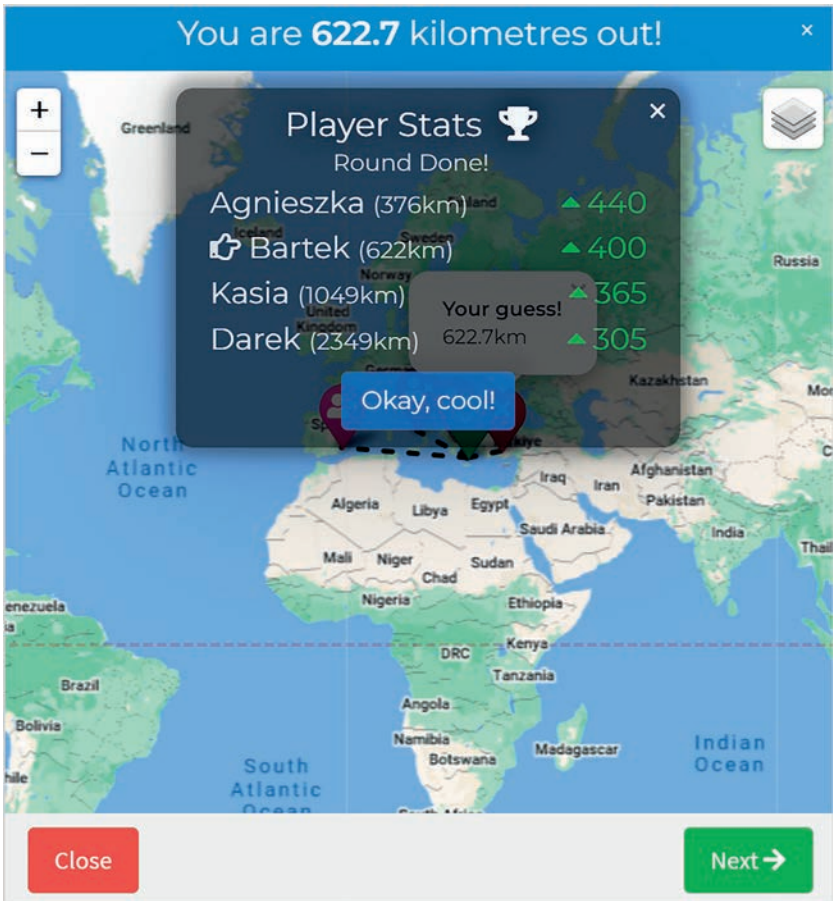 You are 622.7 kilometres out!
×
+
−
Greenland
Player Stats
×
Round Done!
Agnieszka (376km) 440
Iceland
Sweden
Bartek (622km) 400
Russia
Norway
Kasia (1049km) 365
Your guess!
United
Kingdom
Darek (2349km) 305
622.7km
Kazakhstan
Okay, cool!
North
Atlantic
Ocean
Afghanistan
Iraq
Iran
Pakistan
Algeria
Libya
Egypt
Saudi Arabia
India
Mali
Niger
Sudan
Chad
Nigeria
Ethiopia
Kenya
DRC
Tanzania
Brazil
Angola
Bolivia
Namibia
Botswana
Madagascar
Indian
Ocean
South
Atlantic
Ocean
Close
Next